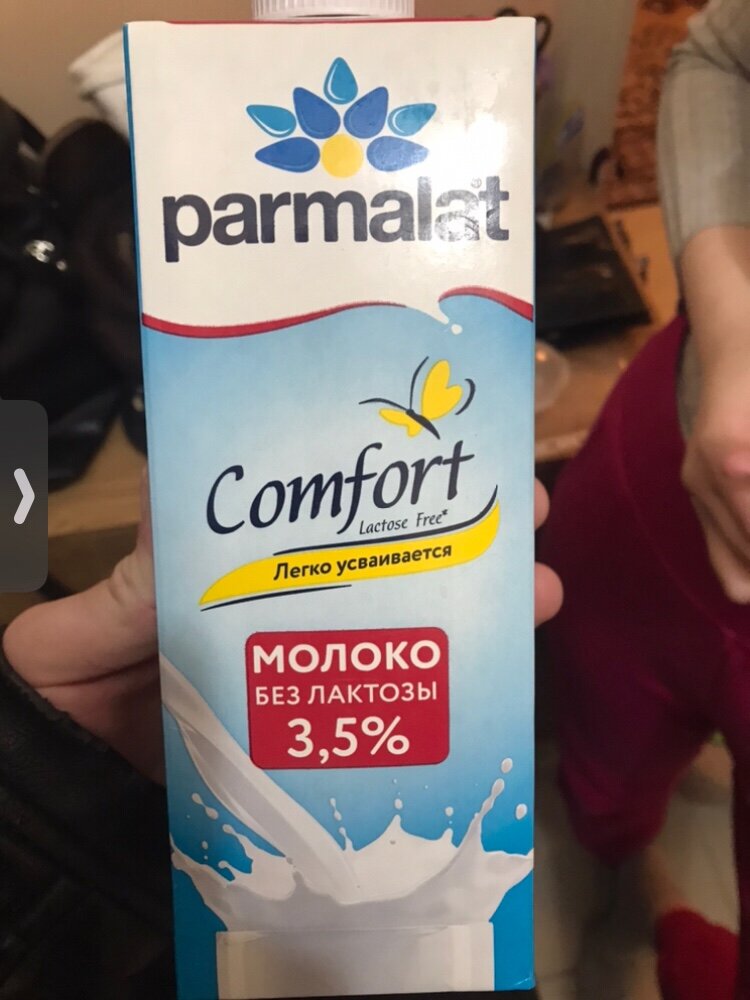 parmalat
Comfort
Lactose Free*
Легко усваивается
МОЛОКО
БЕЗ ЛАКТОЗЫ
3,5%